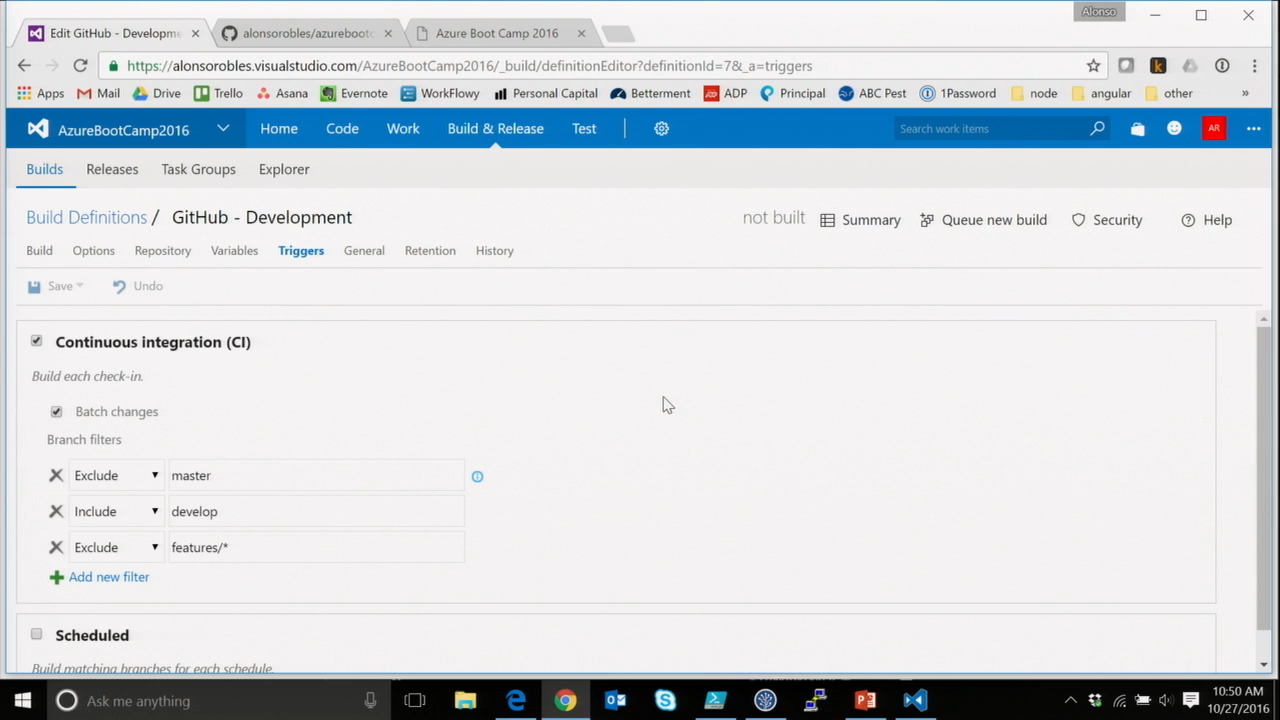 Alonso
Edit GitHub - Developme
alonsorobles/azurebootc
Azure Boot Camp 2016
https://alonsorobles.visualstudio.com/AzureBootCamp2016/_build/definitionEditor?definitionId=7&_a=triggers
Apps Mail Drive Trello Asana Evernote WorkFlowy Personal Capital Betterment ADP Principal ABC Pest 1Password node angular other »
AzureBootCamp2016 Home Code Work Build & Release Test Search work items AR
Builds Releases Task Groups Explorer
Build Definitions / GitHub - Development not built Summary Queue new build Security Help
Build Options Repository Variables Triggers General Retention History
Save Undo
Continuous integration (CI)
Build each check-in.
Batch changes
Branch filters
Exclude master
Include develop
Exclude features/*
Add new filter
Scheduled
Build matching branches for each schedule.
Ask me anything
10:50 AM
10/27/2016